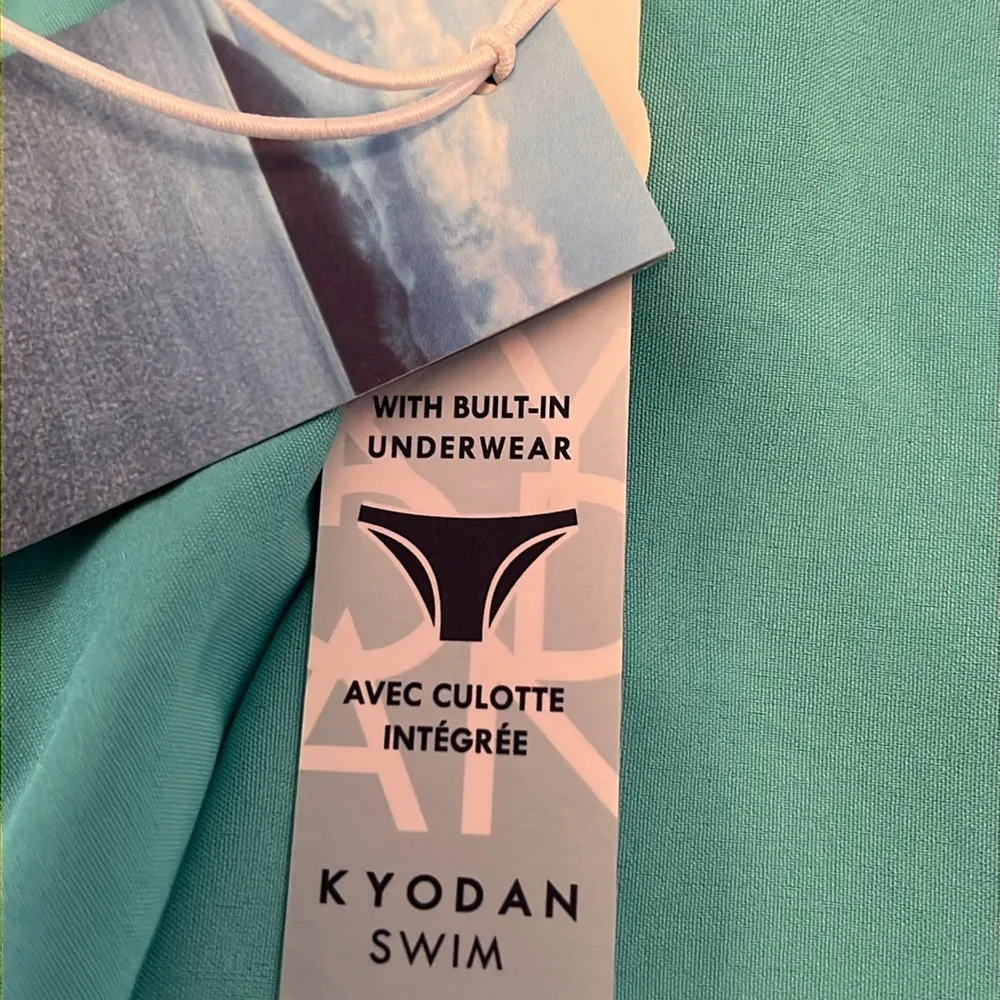 WITH BUILT-IN
UNDERWEAR
AVEC CULOTTE
INTÉGRÉE
KYODAN
SWIM